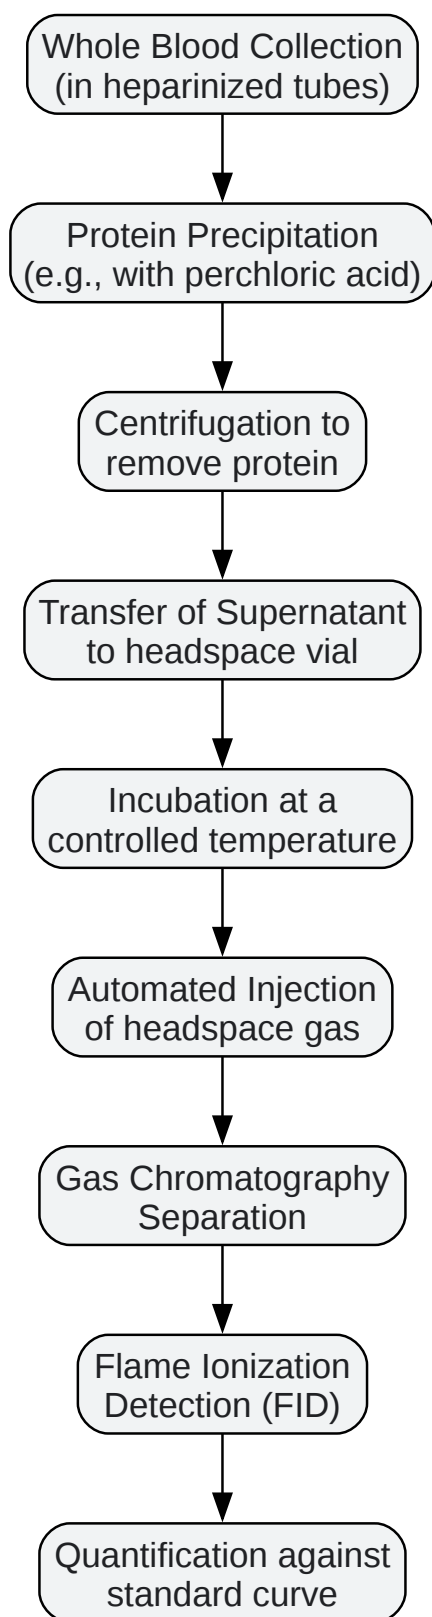 Whole Blood Collection
(in heparinized tubes)
Protein Precipitation
(e.g., with perchloric acid)
Centrifugation to
remove protein
Transfer of Supernatant
to headspace vial
Incubation at a
controlled temperature
Automated Injection
of headspace gas
Gas Chromatography
Separation
Flame Ionization
Detection (FID)
Quantification against
standard curve